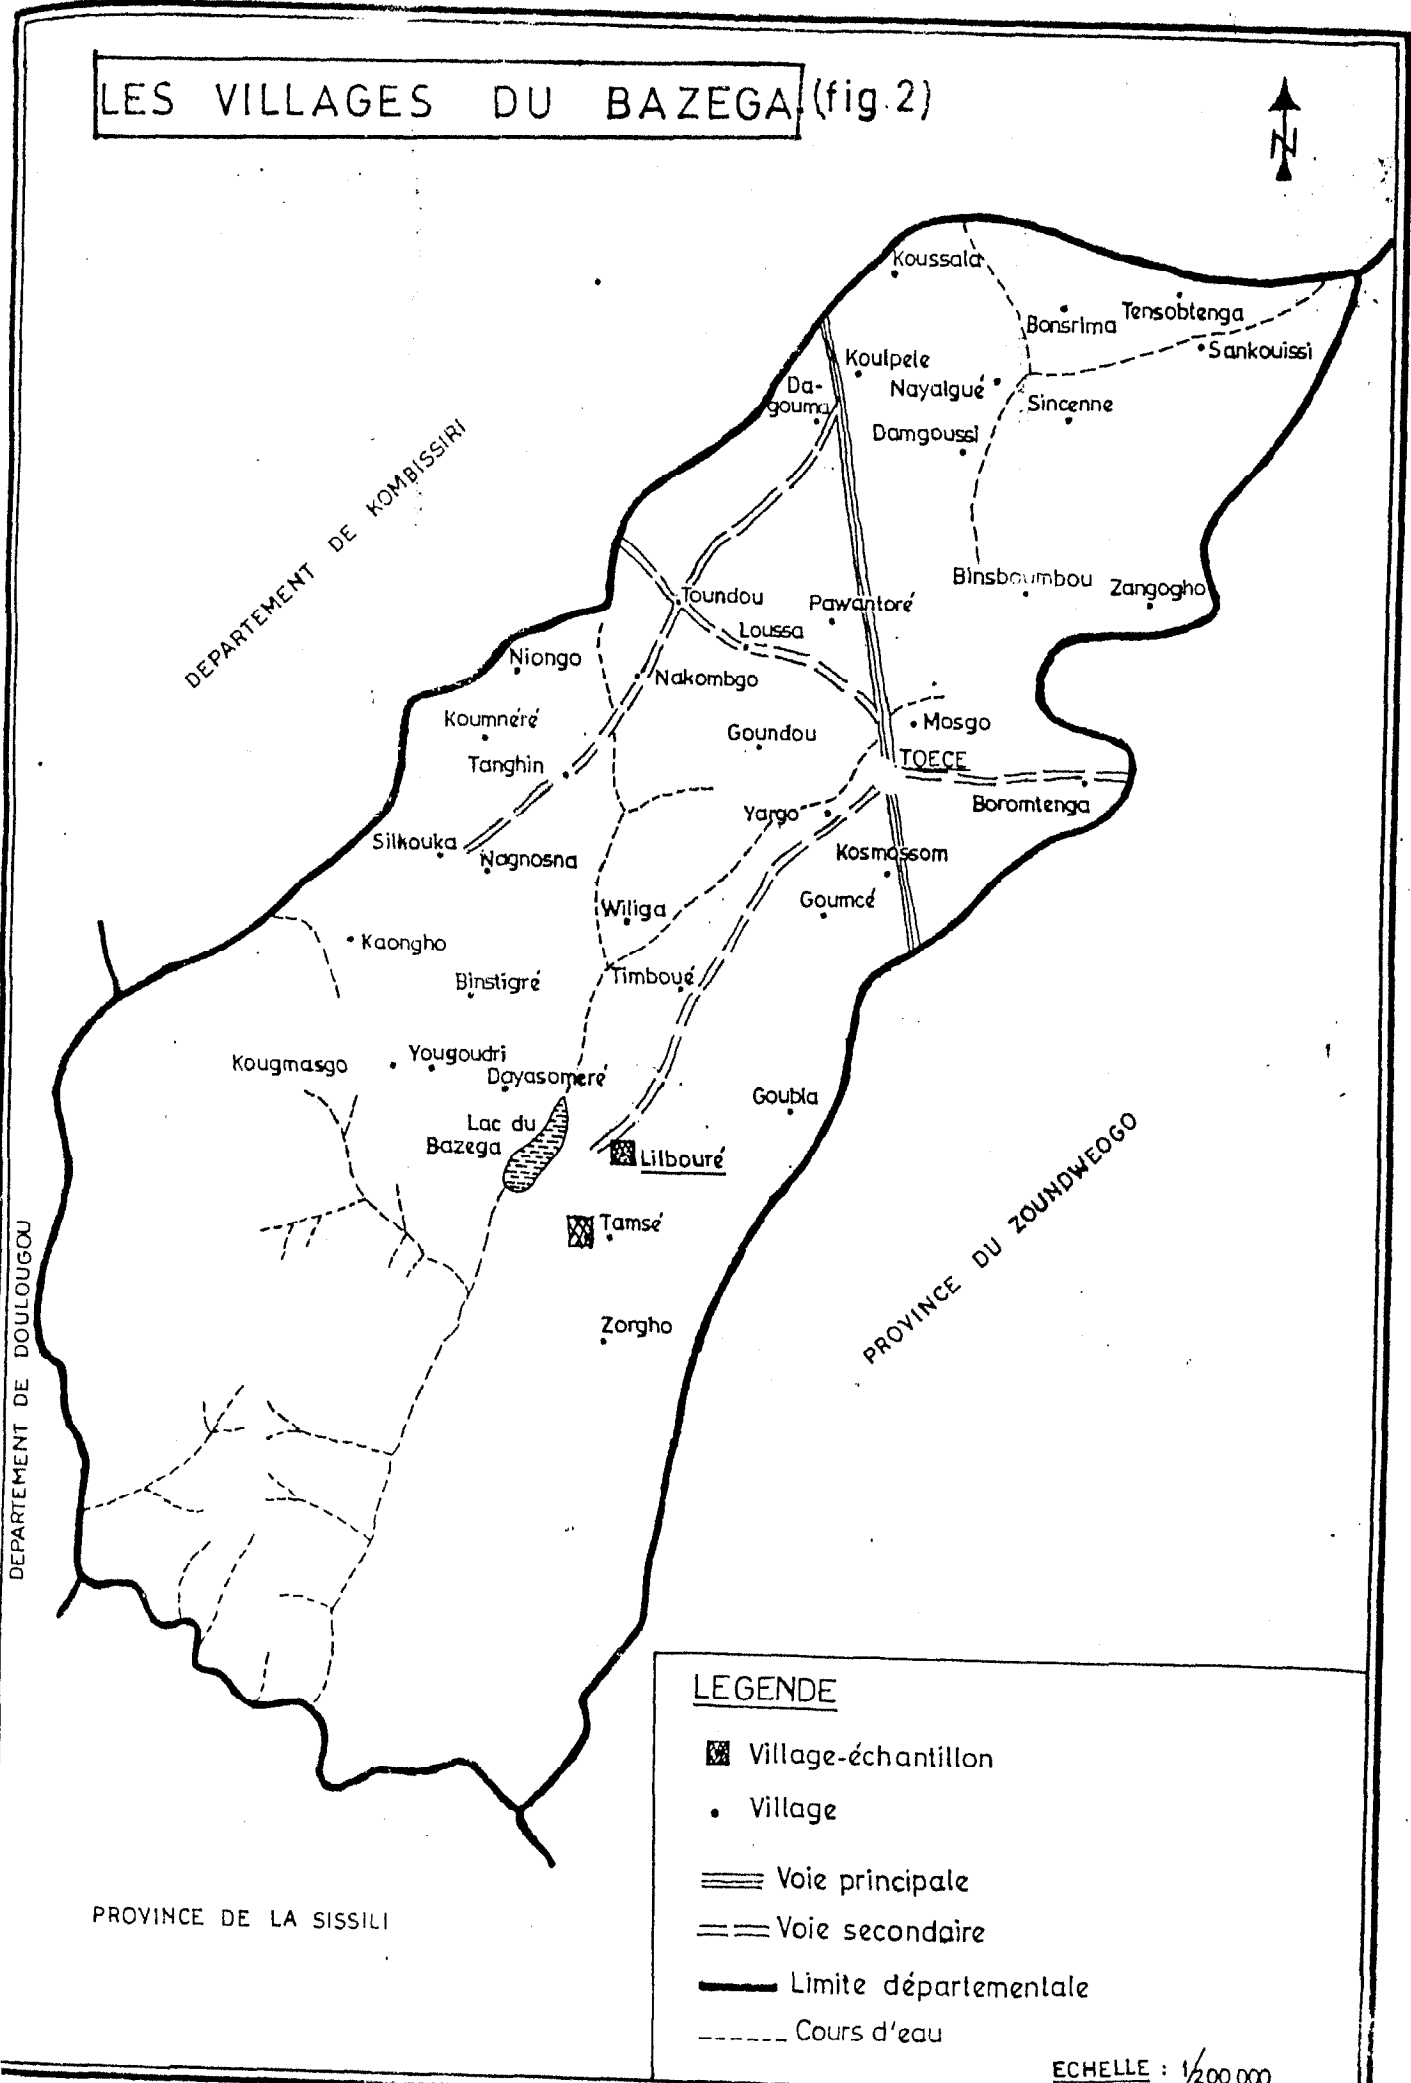 LES VILLAGES DU BAZEGA.(fig.2)
N
Koussala
Bonsrima
Tensobtenga
Sankouissi
Koulpele
Nayalgué
Da-
gouma
Sincenne
Damgoussi
DEPARTEMENT DE KOMBISSIRI
Binsboumbou
Zangogho
Toundou
Pawantoré
Loussa
Niongo
Nakombgo
Koumnéré
Goundou
Mosgo
Tanghin
TOECE
Boromtenga
Yargo
Silkouka
Nagnosna
Kosmossom
Goumcé
Wiliga
Kaongho
Binstigré
Timboué
Kougmasgo
Yougoudri
Dayasomeré
Goubla
Lac du
Bazega
Lilbouré
Tamsé
PROVINCE DU ZOUNDWEOGO
DEPARTEMENT DE DOULOUGOU
Zorgho
PROVINCE DE LA SISSILI
LEGENDE
Village-échantillon
Village
Voie principale
Voie secondaire
Limite départementale
Cours d'eau
ECHELLE : 1/200 000